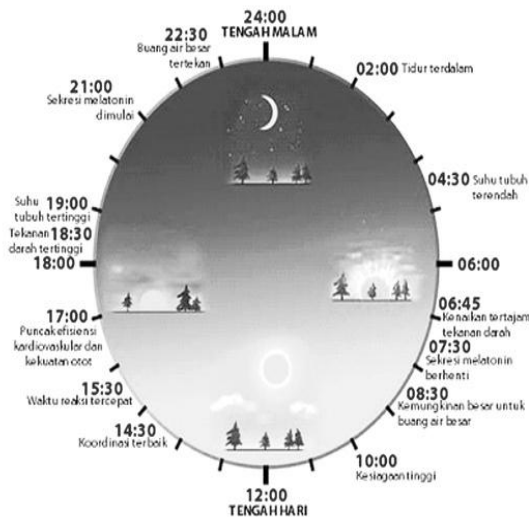 24:00
TENGAH MALAM
02:00 Tidur terdalam
04:30 Suhu tubuh
terendah
06:00
06:45
Kenaikan tertajam
tekanan darah
07:30
Sekresi melatonin
berhenti
08:30
Kemungkinan besar untuk
buang air besar
10:00
Kesiagaan tinggi
12:00
TENGAH HARI
14:30
Koordinasi terbaik
15:30
Waktu reaksi tercepat
17:00
Puncak efisiensi
kardiovaskular dan
kekuatan otot
18:00
Tekanan 18:30
darah tertinggi
Suhu 19:00
tubuh tertinggi
21:00
Sekresi melatonin
dimulai
22:30
Buang air besar
tertekan